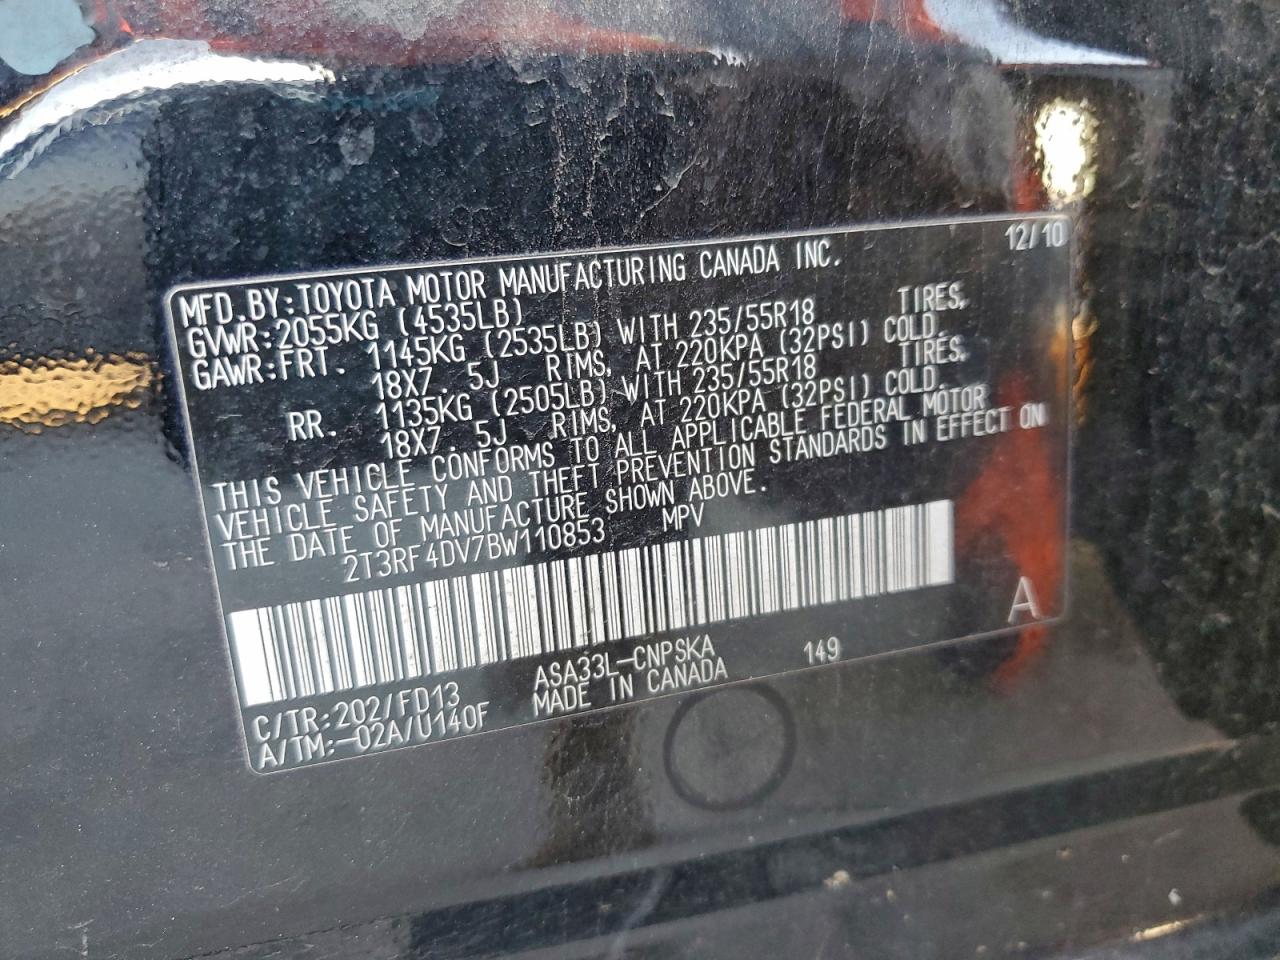 MFD.BY:TOYOTA MOTOR MANUFACTURING CANADA INC. 12/10
GVWR:2055KG (4535LB)
GAWR:FRT. 1145KG (2535LB) WITH 235/55R18 TIRES,
18X7. 5J RIMS, AT 220KPA (32PSI) COLD.
RR. 1135KG (2505LB) WITH 235/55R18 TIRES,
18X7. 5J RIMS, AT 220KPA (32PSI) COLD.
THIS VEHICLE CONFORMS TO ALL APPLICABLE FEDERAL MOTOR
VEHICLE SAFETY AND THEFT PREVENTION STANDARDS IN EFFECT ON
THE DATE OF MANUFACTURE SHOWN ABOVE.
2T3RF4DV7BW110853 MPV
A
C/TR:202/FD13 ASA33L-CNPSKA 149
A/TM:-02A/U140F MADE IN CANADA